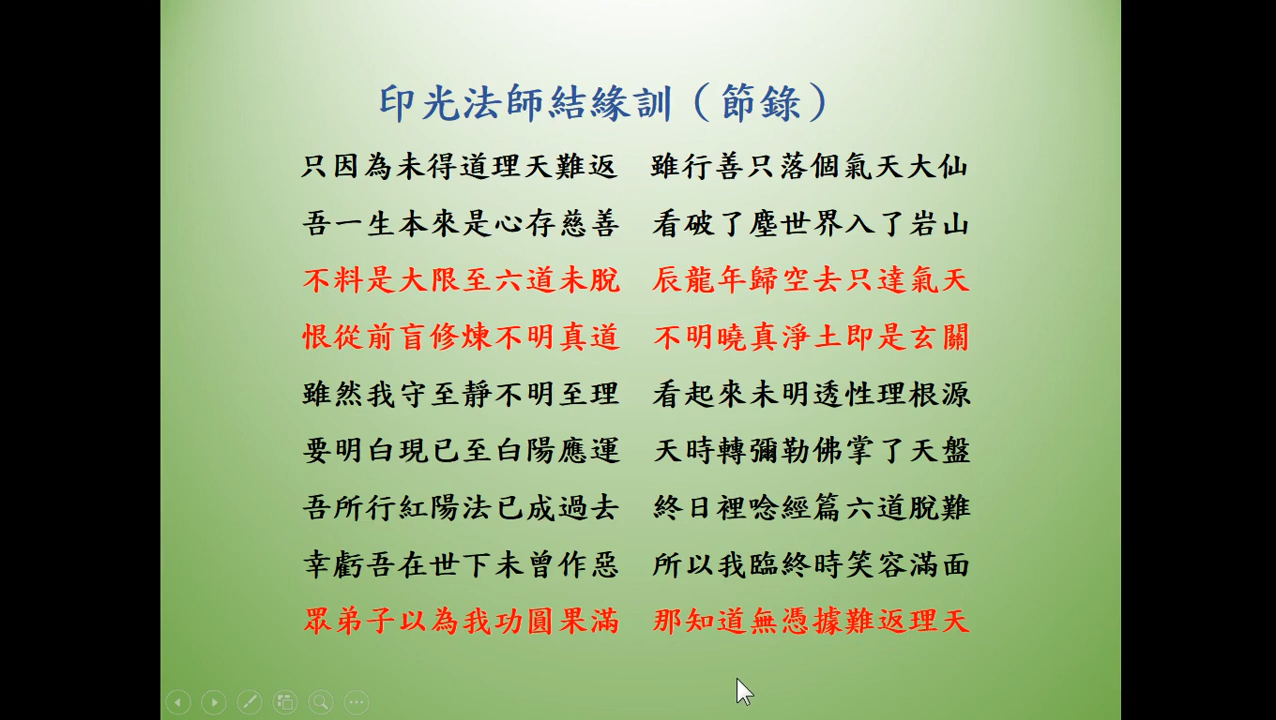 印光法師結緣訓（節錄）
只因為未得道理天難返　雖行善只落個氣天大仙
吾一生本來是心存慈善　看破了塵世界入了岩山
不料是大限至六道未脫　辰龍年歸空去只達氣天
恨從前盲修煉不明真道　不明曉真淨土即是玄關
雖然我守至靜不明至理　看起來未明透性理根源
要明白現已至白陽應運　天時轉彌勒佛掌了天盤
吾所行紅陽法已成過去　終日裡唸經篇六道脫難
幸虧吾在世下未曾作惡　所以我臨終時笑容滿面
眾弟子以為我功圓果滿　那知道無憑據難返理天